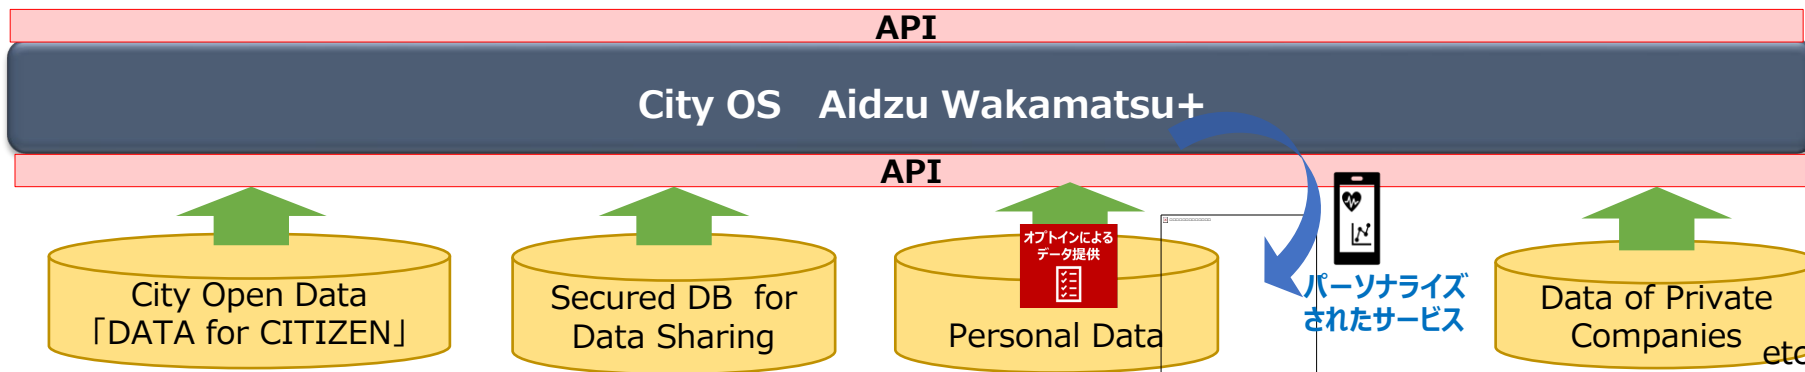 API
City OS　Aidzu Wakamatsu+
API
City Open Data
「DATA for CITIZEN」
Secured DB for
Data Sharing
オプトインによる
データ提供
Personal Data
パーソナライズ
されたサービス
Data of Private
Companies
etc